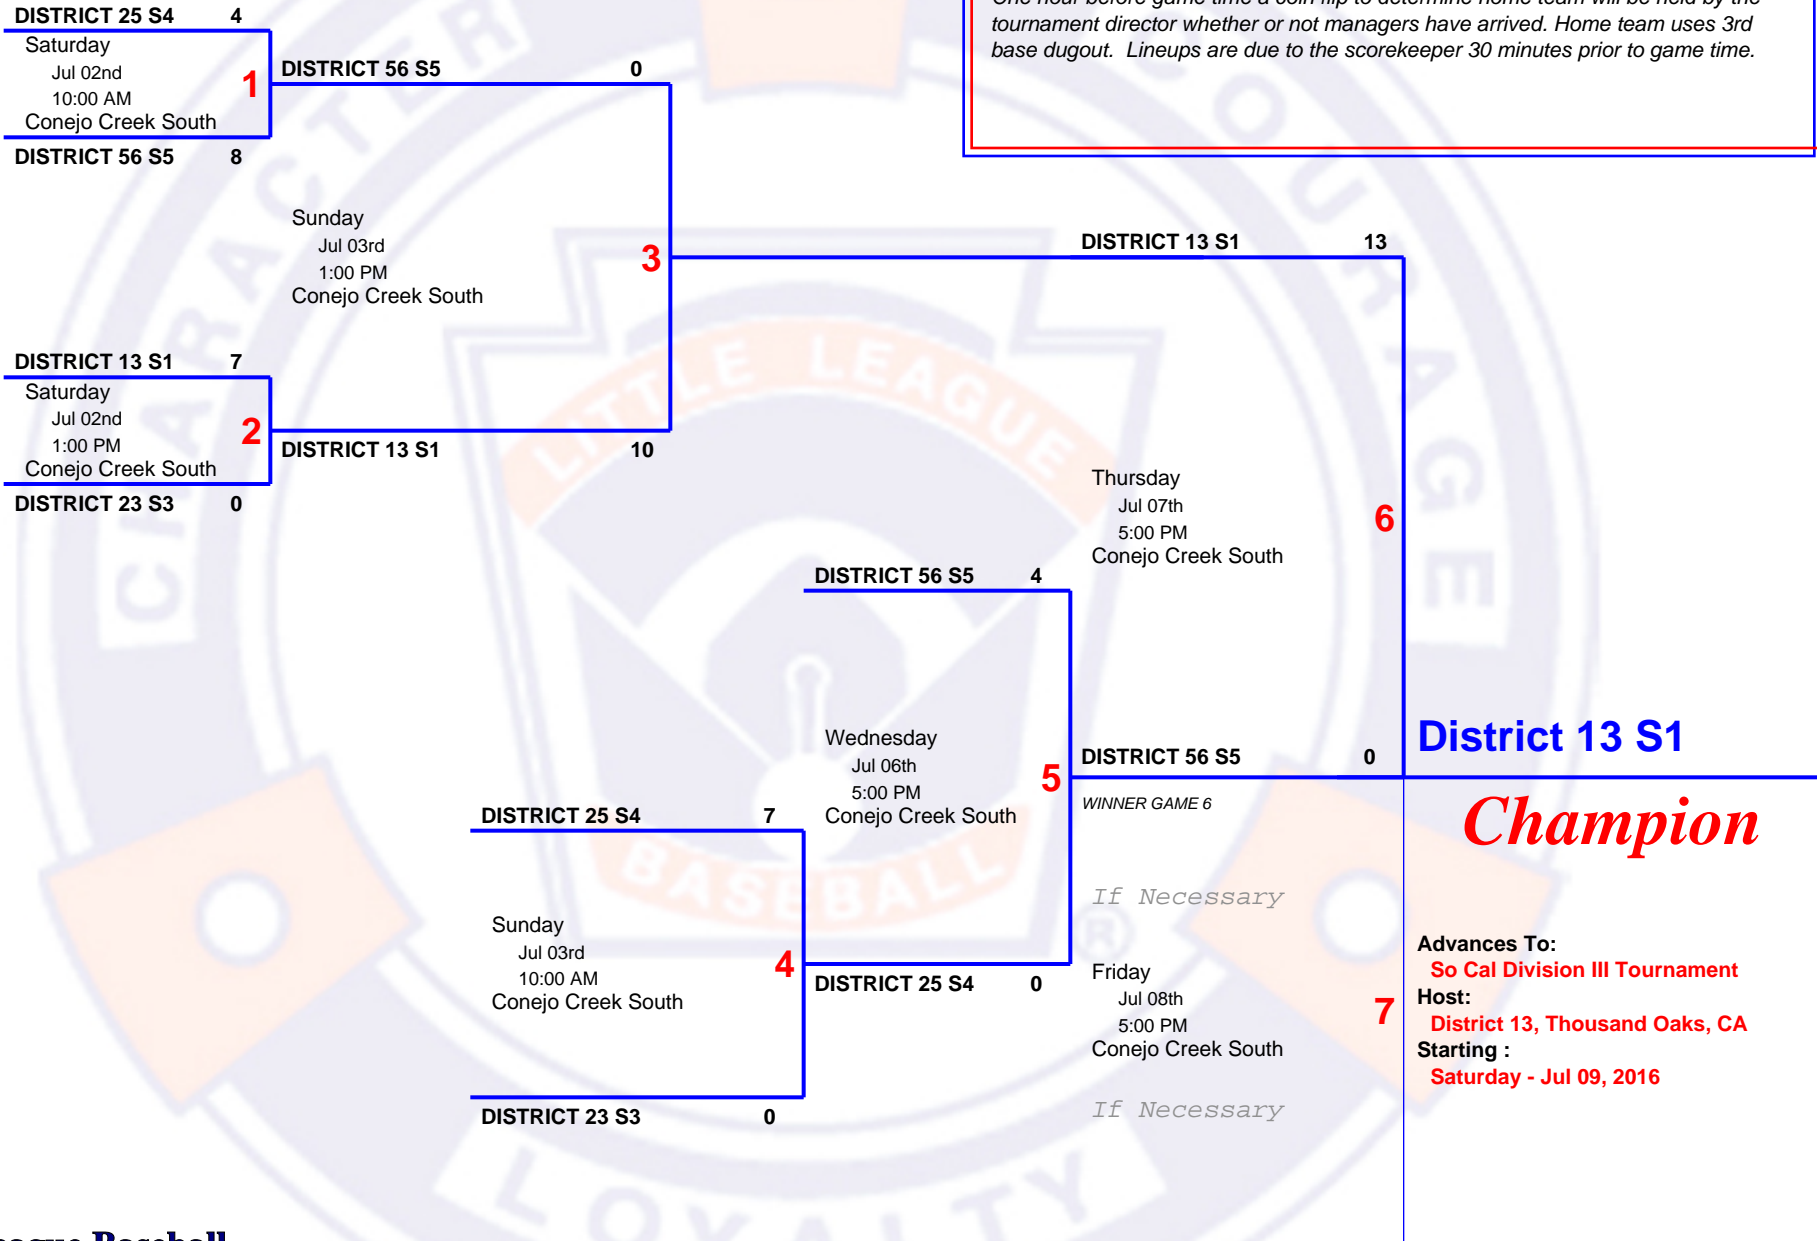 One hour before game time a coin flip to determine home team will be held by the
tournament director whether or not managers have arrived. Home team uses 3rd
base dugout. Lineups are due to the scorekeeper 30 minutes prior to game time.
DISTRICT 25 S4 4
Saturday
Jul 02nd
10:00 AM
Conejo Creek South
1
DISTRICT 56 S5 8
DISTRICT 56 S5 0
Sunday
Jul 03rd
1:00 PM
Conejo Creek South
3
DISTRICT 13 S1 7
Saturday
Jul 02nd
1:00 PM
Conejo Creek South
2
DISTRICT 23 S3 0
DISTRICT 13 S1 10
DISTRICT 13 S1 13
Thursday
Jul 07th
5:00 PM
Conejo Creek South
6
DISTRICT 56 S5 4
Wednesday
Jul 06th
5:00 PM
Conejo Creek South
5
DISTRICT 56 S5 0
WINNER GAME 6
DISTRICT 25 S4 7
Sunday
Jul 03rd
10:00 AM
Conejo Creek South
4
DISTRICT 23 S3 0
DISTRICT 25 S4 0
If Necessary
Friday
Jul 08th
5:00 PM
Conejo Creek South
7
If Necessary
District 13 S1
Champion
Advances To:
So Cal Division III Tournament
Host:
District 13, Thousand Oaks, CA
Starting :
Saturday - Jul 09, 2016
CHARACTER
COURAGE
LOYALTY
LITTLE LEAGUE
BASEBALL
®
Baseball